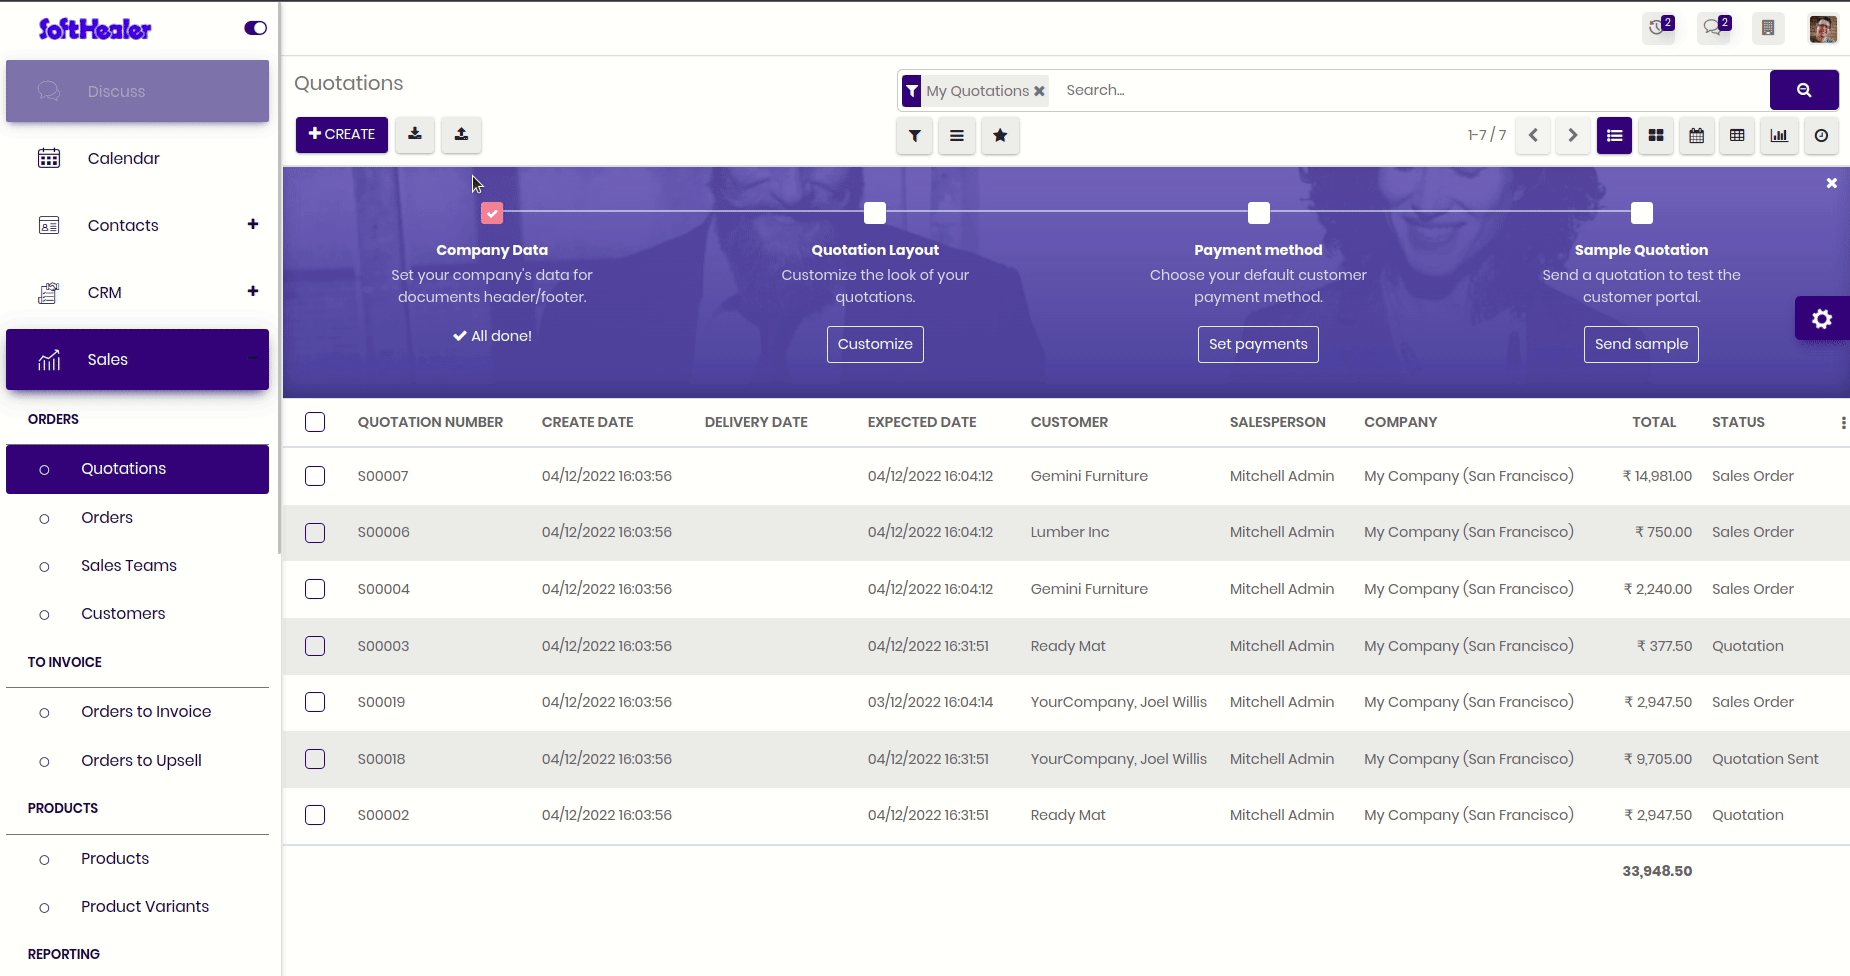 SoftHealer
Discuss
Calendar
Contacts
CRM
Sales
ORDERS
Quotations
Orders
Sales Teams
Customers
TO INVOICE
Orders to Invoice
Orders to Upsell
PRODUCTS
Products
Product Variants
REPORTING
2
2
Quotations
My Quotations
Search...
CREATE
1-7 / 7
Company Data
Set your company's data for
documents header/footer.
All done!
Quotation Layout
Customize the look of your
quotations.
Customize
Payment method
Choose your default customer
payment method.
Set payments
Sample Quotation
Send a quotation to test the
customer portal.
Send sample
QUOTATION NUMBER CREATE DATE DELIVERY DATE EXPECTED DATE CUSTOMER SALESPERSON COMPANY TOTAL STATUS
S00007 04/12/2022 16:03:56 04/12/2022 16:04:12 Gemini Furniture Mitchell Admin My Company (San Francisco) ₹ 14,981.00 Sales Order
S00006 04/12/2022 16:03:56 04/12/2022 16:04:12 Lumber Inc Mitchell Admin My Company (San Francisco) ₹ 750.00 Sales Order
S00004 04/12/2022 16:03:56 04/12/2022 16:04:12 Gemini Furniture Mitchell Admin My Company (San Francisco) ₹ 2,240.00 Sales Order
S00003 04/12/2022 16:03:56 04/12/2022 16:31:51 Ready Mat Mitchell Admin My Company (San Francisco) ₹ 377.50 Quotation
S00019 04/12/2022 16:03:56 03/12/2022 16:04:14 YourCompany, Joel Willis Mitchell Admin My Company (San Francisco) ₹ 2,947.50 Sales Order
S00018 04/12/2022 16:03:56 04/12/2022 16:31:51 YourCompany, Joel Willis Mitchell Admin My Company (San Francisco) ₹ 9,705.00 Quotation Sent
S00002 04/12/2022 16:03:56 04/12/2022 16:31:51 Ready Mat Mitchell Admin My Company (San Francisco) ₹ 2,947.50 Quotation
33,948.50